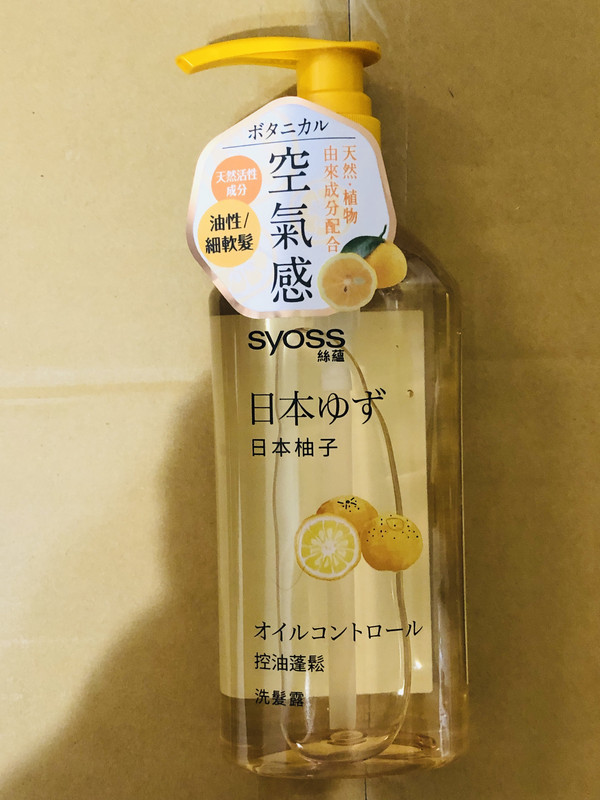 ボタニカル
天然・植物
由來成分配合
空氣感
天然活性
成分
油性/
細軟髮
syoss
絲蘊
日本ゆず
日本柚子
オイルコントロール
控油蓬鬆
洗髮露